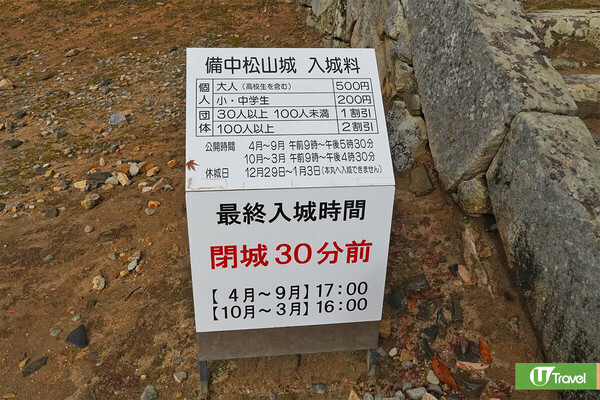 備中松山城 入城料
個人 大人(高校生を含む) 500円
小・中学生 200円
団体 30人以上 100人未満 1割引
100人以上 2割引
公開時間 4月〜9月 午前9時〜午後5時30分
10月〜3月 午前9時〜午後4時30分
休城日 12月29日〜1月3日(本丸へ入城できません)
最終入城時間
閉城30分前
【 4月〜9月】17:00
【10月〜3月】16:00
U Travel